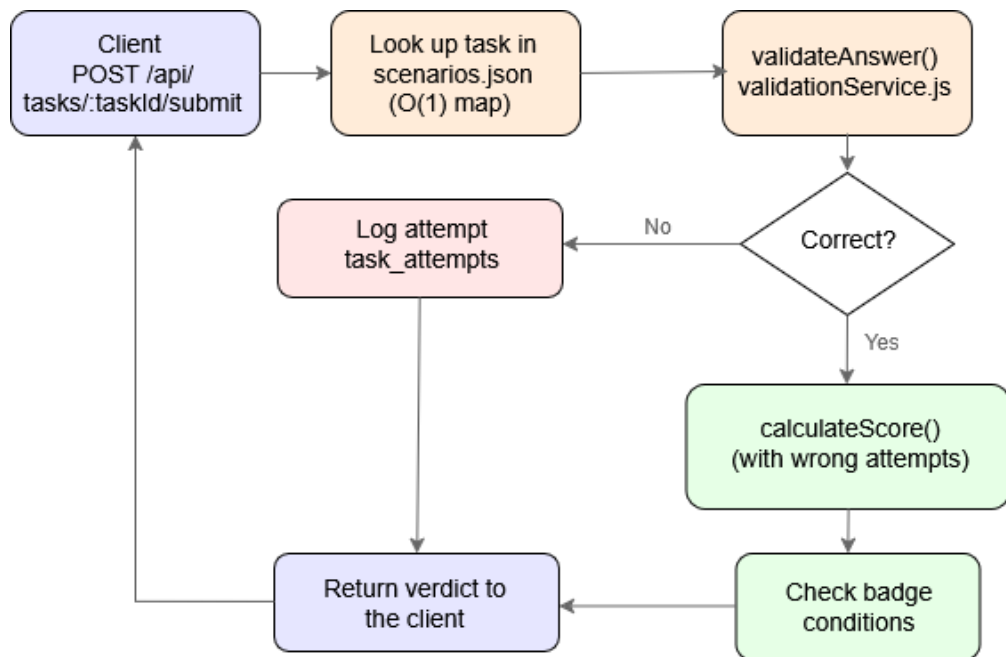 Client
POST /api/
tasks/:taskId/submit
Look up task in
scenarios.json
(O(1) map)
validateAnswer()
validationService.js
Correct?
No
Log attempt
task_attempts
Yes
calculateScore()
(with wrong attempts)
Check badge
conditions
Return verdict to
the client